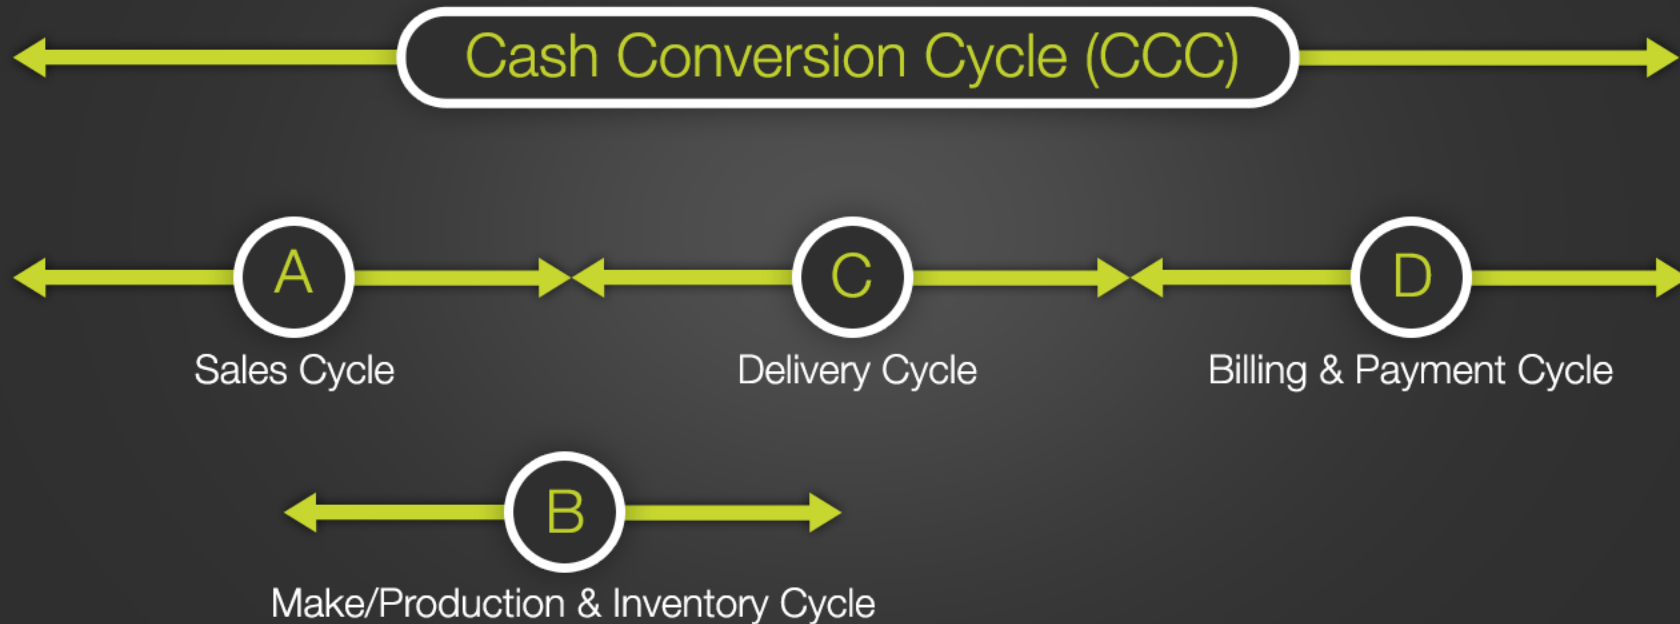 Cash Conversion Cycle (CCC)
A
C
D
Sales Cycle
Delivery Cycle
Billing & Payment Cycle
B
Make/Production & Inventory Cycle